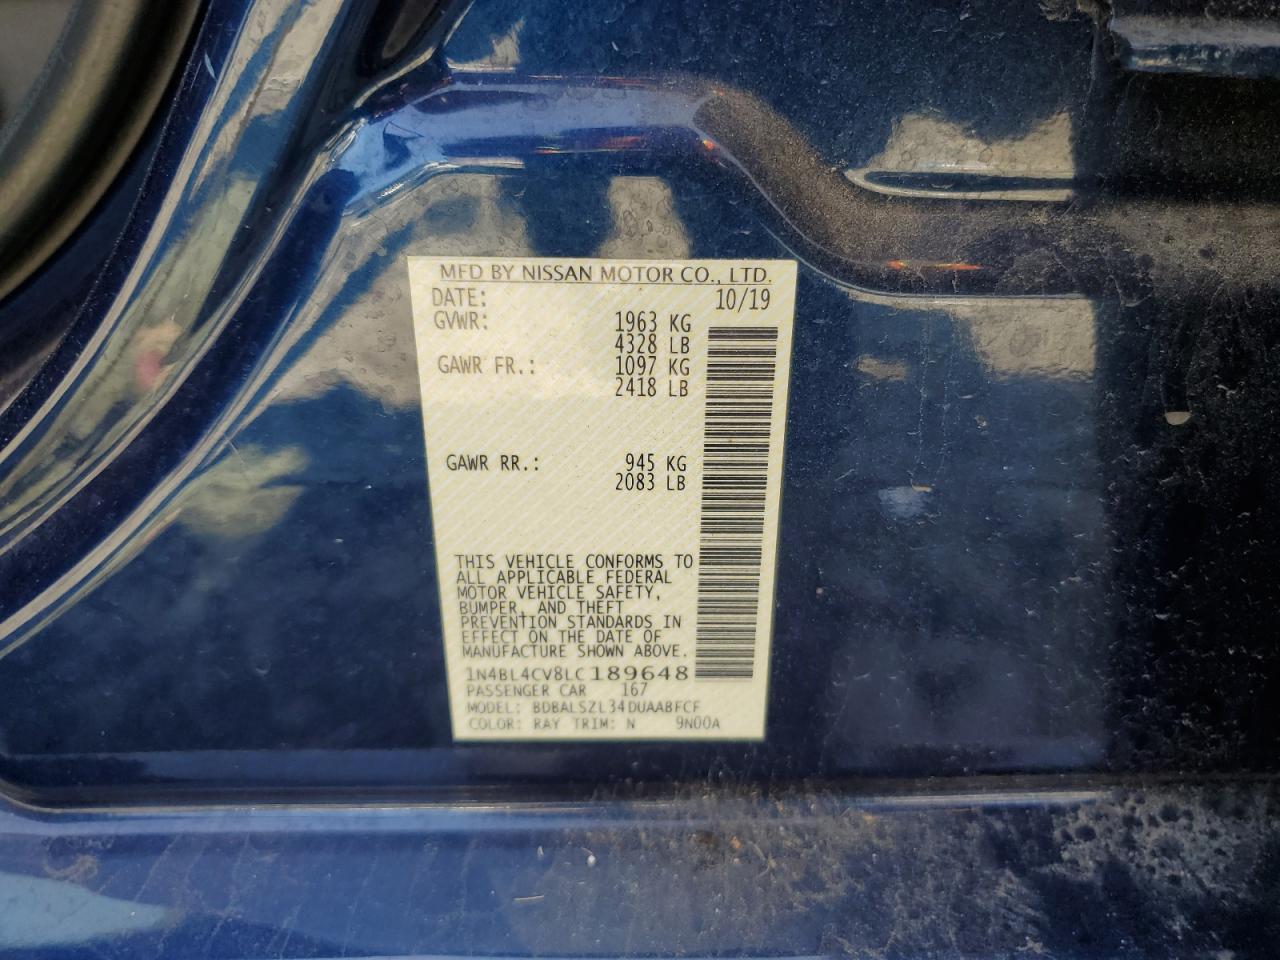 MFD BY NISSAN MOTOR CO., LTD.
DATE: 10/19
GVWR: 1963 KG
4328 LB
GAWR FR.: 1097 KG
2418 LB
GAWR RR.: 945 KG
2083 LB
THIS VEHICLE CONFORMS TO
ALL APPLICABLE FEDERAL
MOTOR VEHICLE SAFETY,
BUMPER, AND THEFT
PREVENTION STANDARDS IN
EFFECT ON THE DATE OF
MANUFACTURE SHOWN ABOVE.
1N4BL4CV8LC189648
PASSENGER CAR 167
MODEL: BDBALSZL34DUAABFCF
COLOR: RAY TRIM: N 9N00A